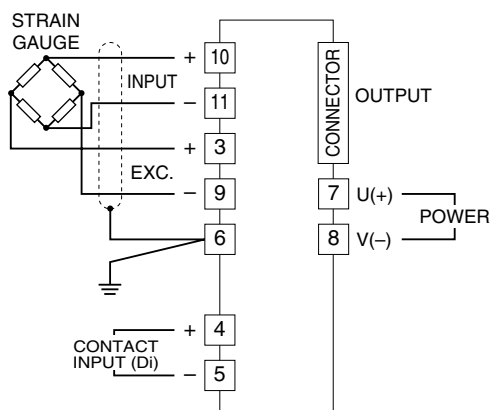 STRAIN
GAUGE
+ 10
INPUT
− 11
+ 3
EXC.
− 9
6
+ 4
CONTACT
INPUT (Di)
− 5
CONNECTOR
OUTPUT
7 U(+)
POWER
8 V(−)